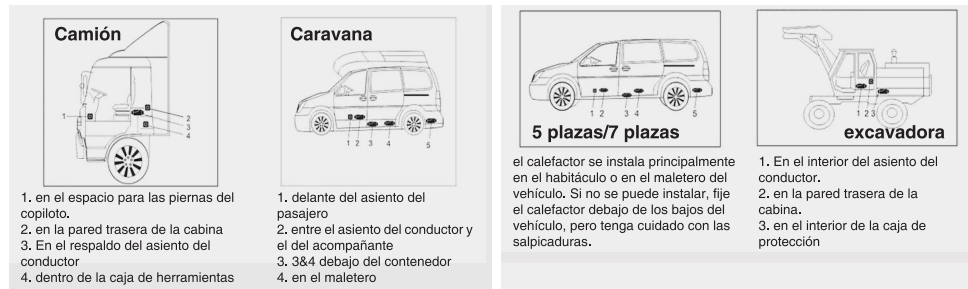 Camión
1
2
3
4
1. en el espacio para las piernas del
copiloto.
2. en la pared trasera de la cabina
3. En el respaldo del asiento del
conductor
4. dentro de la caja de herramientas
Caravana
1 2 3 4 5
1. delante del asiento del
pasajero
2. entre el asiento del conductor y
el del acompañante
3. 3&4 debajo del contenedor
4. en el maletero
1 2 3 4 5
5 plazas/7 plazas
el calefactor se instala principalmente
en el habitáculo o en el maletero del
vehículo. Si no se puede instalar, fije
el calefactor debajo de los bajos del
vehículo, pero tenga cuidado con las
salpicaduras.
1 2 3
excavadora
1. En el interior del asiento del
conductor.
2. en la pared trasera de la
cabina.
3. en el interior de la caja de
protección